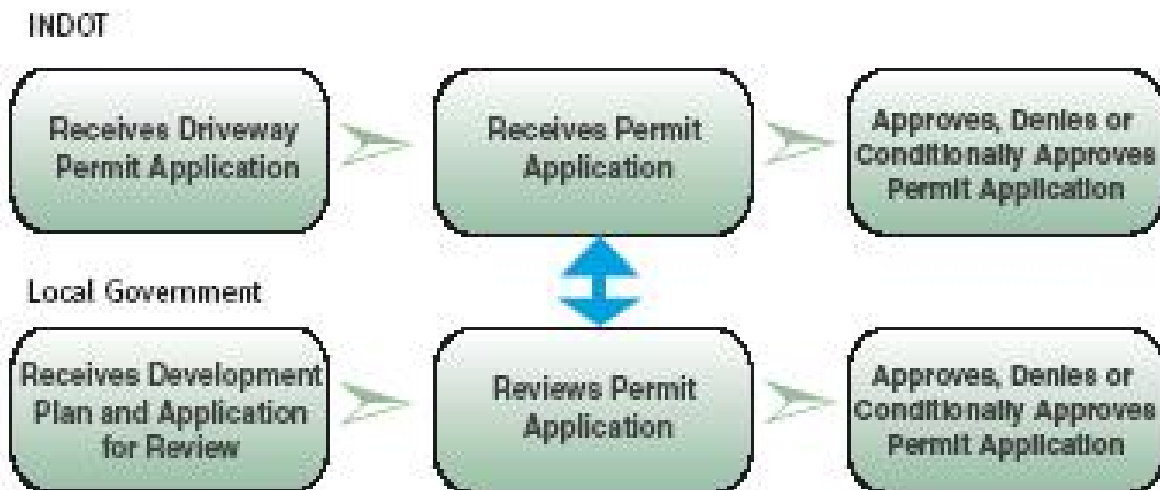 INDOT
Receives Driveway
Permit Application
Receives Permit
Application
Approves, Denies or
Conditionally Approves
Permit Application
Local Government
Receives Development
Plan and Application
for Review
Reviews Permit
Application
Approves, Denies or
Conditionally Approves
Permit Application